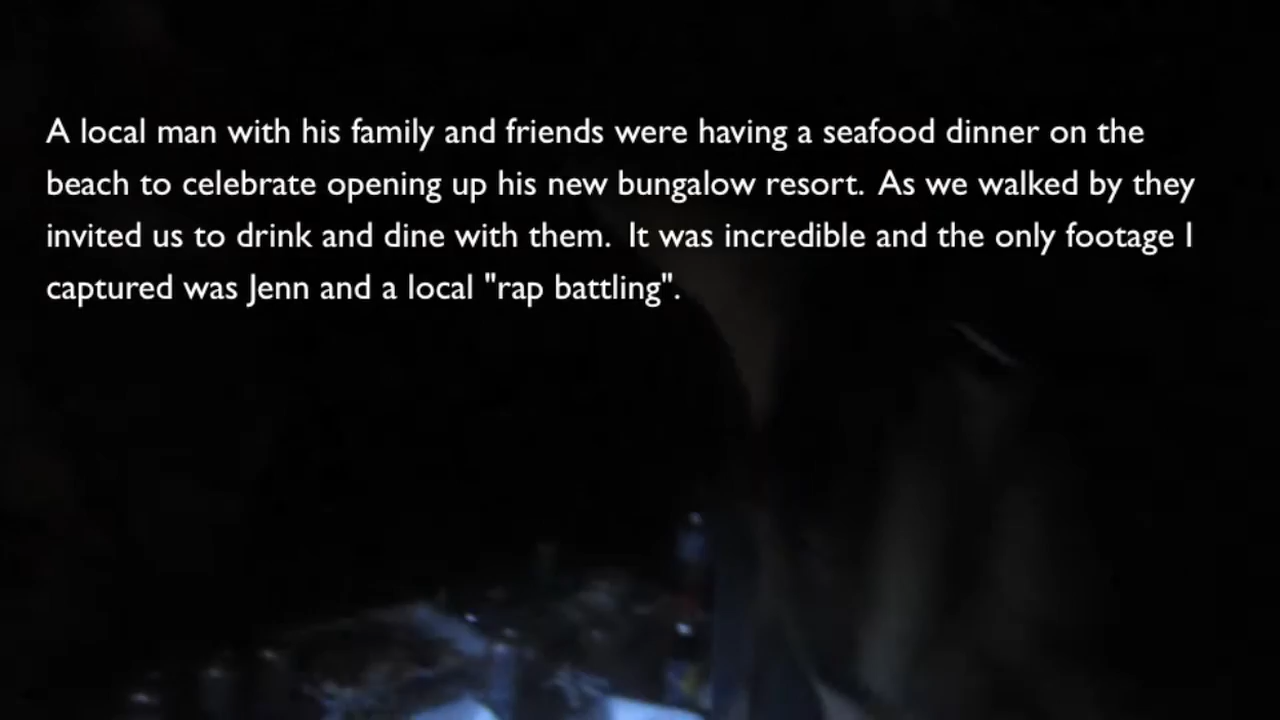 A local man with his family and friends were having a seafood dinner on the
beach to celebrate opening up his new bungalow resort.  As we walked by they
invited us to drink and dine with them.  It was incredible and the only footage I
captured was Jenn and a local "rap battling".